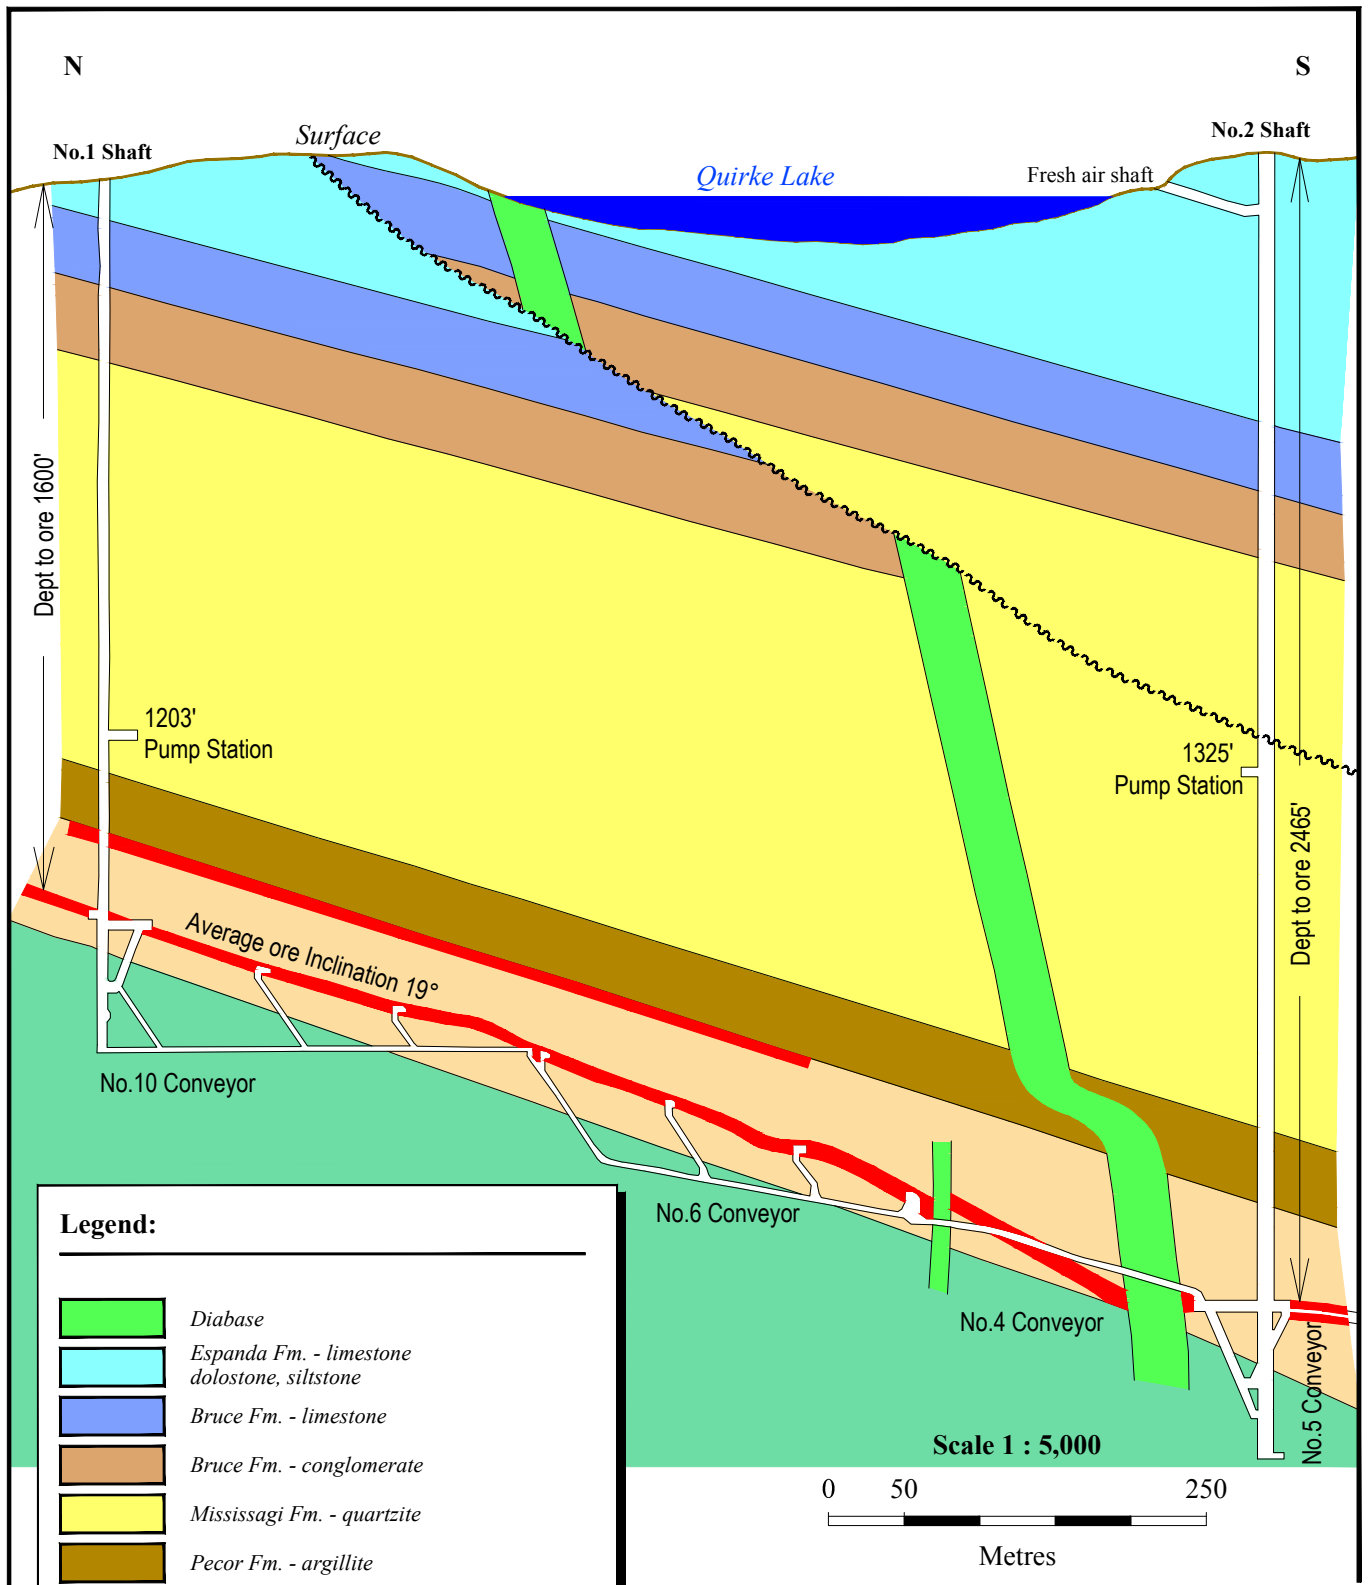 N
S
Surface
No.1 Shaft
No.2 Shaft
Quirke Lake
Fresh air shaft
Dept to ore 1600'
1203'
Pump Station
1325'
Pump Station
Dept to ore 2465'
Average ore Inclination 19°
No.10 Conveyor
No.6 Conveyor
No.4 Conveyor
No.5 Conveyor
Legend:
Diabase
Espanda Fm. - limestone
dolostone, siltstone
Bruce Fm. - limestone
Bruce Fm. - conglomerate
Mississagi Fm. - quartzite
Pecor Fm. - argillite
Scale 1 : 5,000
0 50 250
Metres